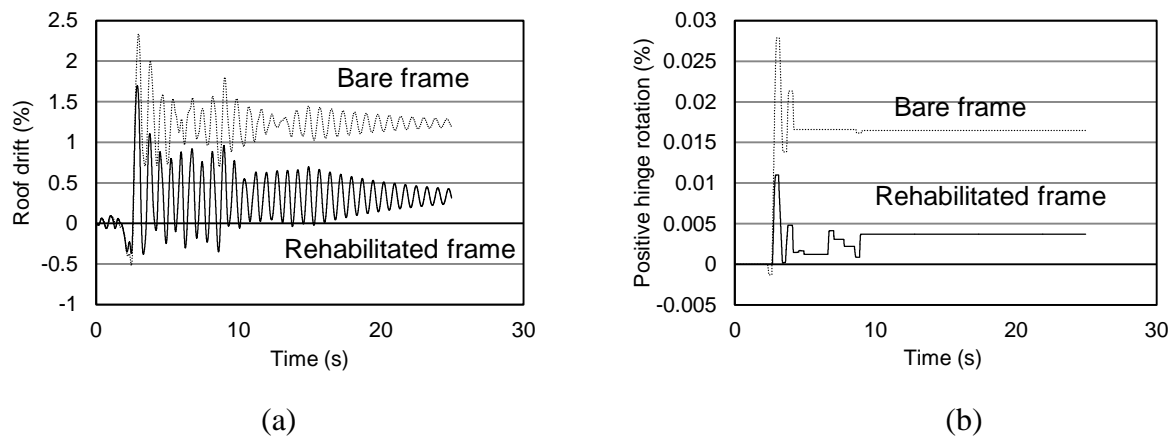 Roof drift (%)
2.5
2
1.5
1
0.5
0
-0.5
-1
Bare frame
Rehabilitated frame
0 10 20 30
Time (s)
(a)
Positive hinge rotation (%)
0.03
0.025
0.02
0.015
0.01
0.005
0
-0.005
Bare frame
Rehabilitated frame
0 10 20 30
Time (s)
(b)